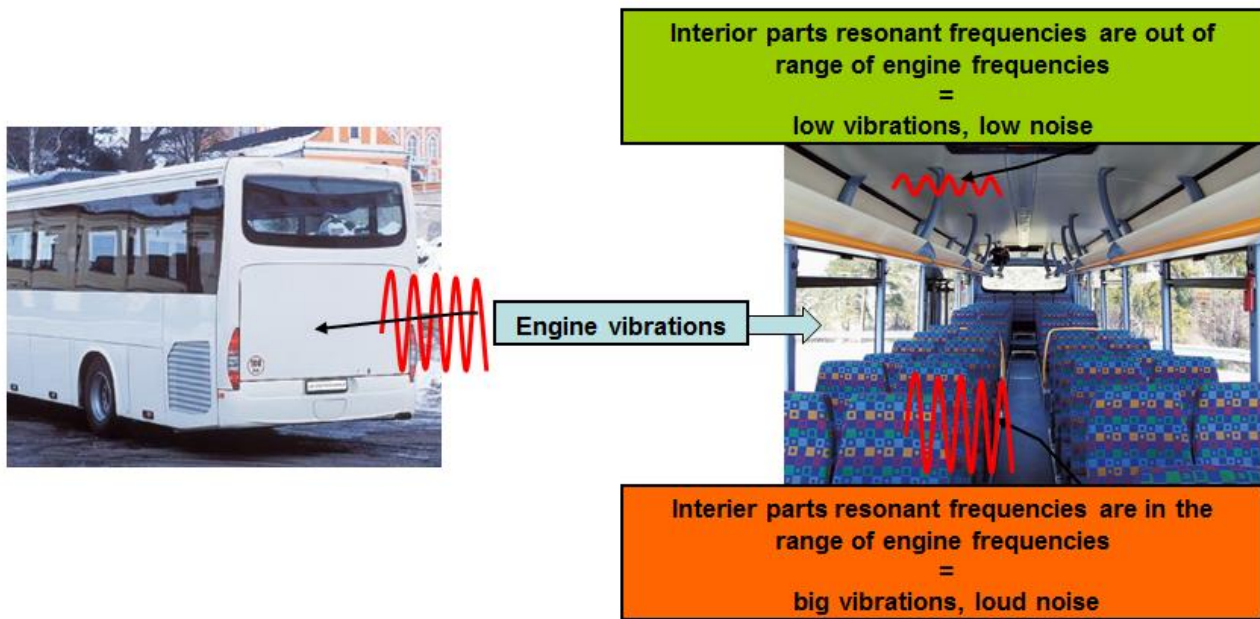 Interior parts resonant frequencies are out of
range of engine frequencies
=
low vibrations, low noise
Engine vibrations
Interier parts resonant frequencies are in the
range of engine frequencies
=
big vibrations, loud noise